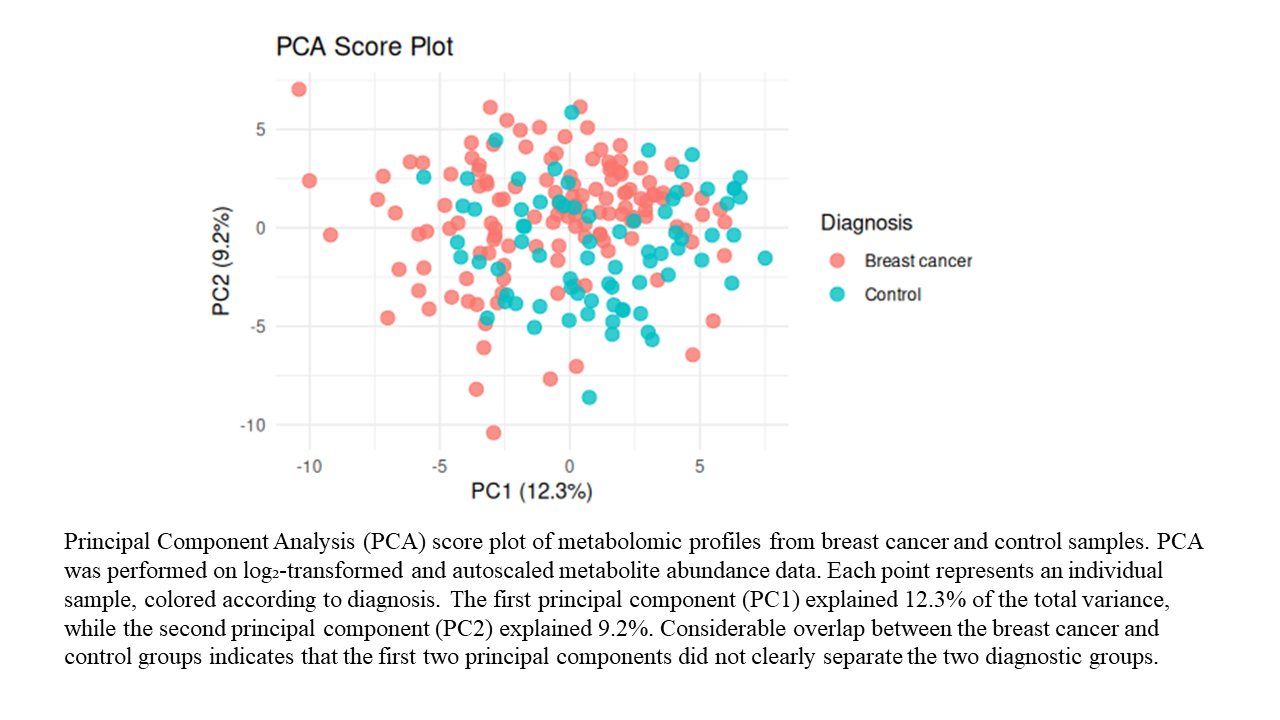 PCA Score Plot
5
0
-5
-10
PC2 (9.2%)
-10 -5 0 5
PC1 (12.3%)
Diagnosis
Breast cancer
Control
Principal Component Analysis (PCA) score plot of metabolomic profiles from breast cancer and control samples. PCA
was performed on log₂-transformed and autoscaled metabolite abundance data. Each point represents an individual
sample, colored according to diagnosis. The first principal component (PC1) explained 12.3% of the total variance,
while the second principal component (PC2) explained 9.2%. Considerable overlap between the breast cancer and
control groups indicates that the first two principal components did not clearly separate the two diagnostic groups.